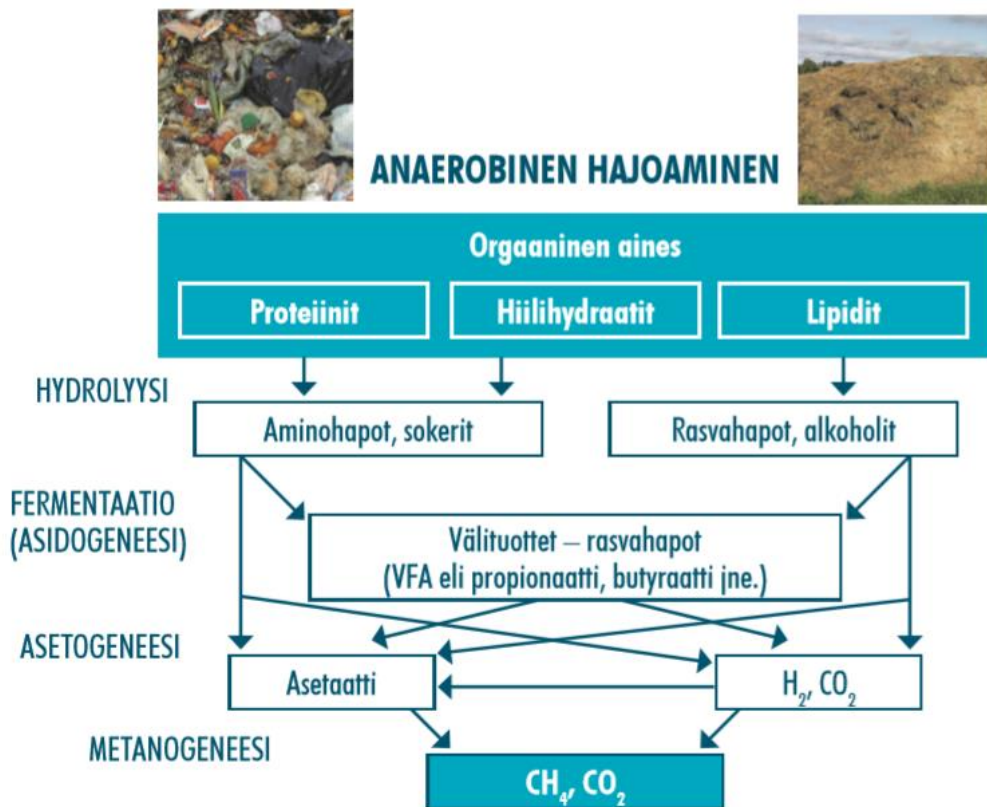 ANAEROBINEN HAJOAMINEN
Orgaaninen aines
Proteiinit
Hiilihydraatit
Lipidit
HYDROLYYSI
Aminohapot, sokerit
Rasvahapot, alkoholit
FERMENTAATIO
(ASIDOGENEESI)
Välituottet – rasvahapot
(VFA eli propionaatti, butyraatti jne.)
ASETOGENEESI
Asetaatti
H₂, CO₂
METANOGENEESI
CH₄, CO₂